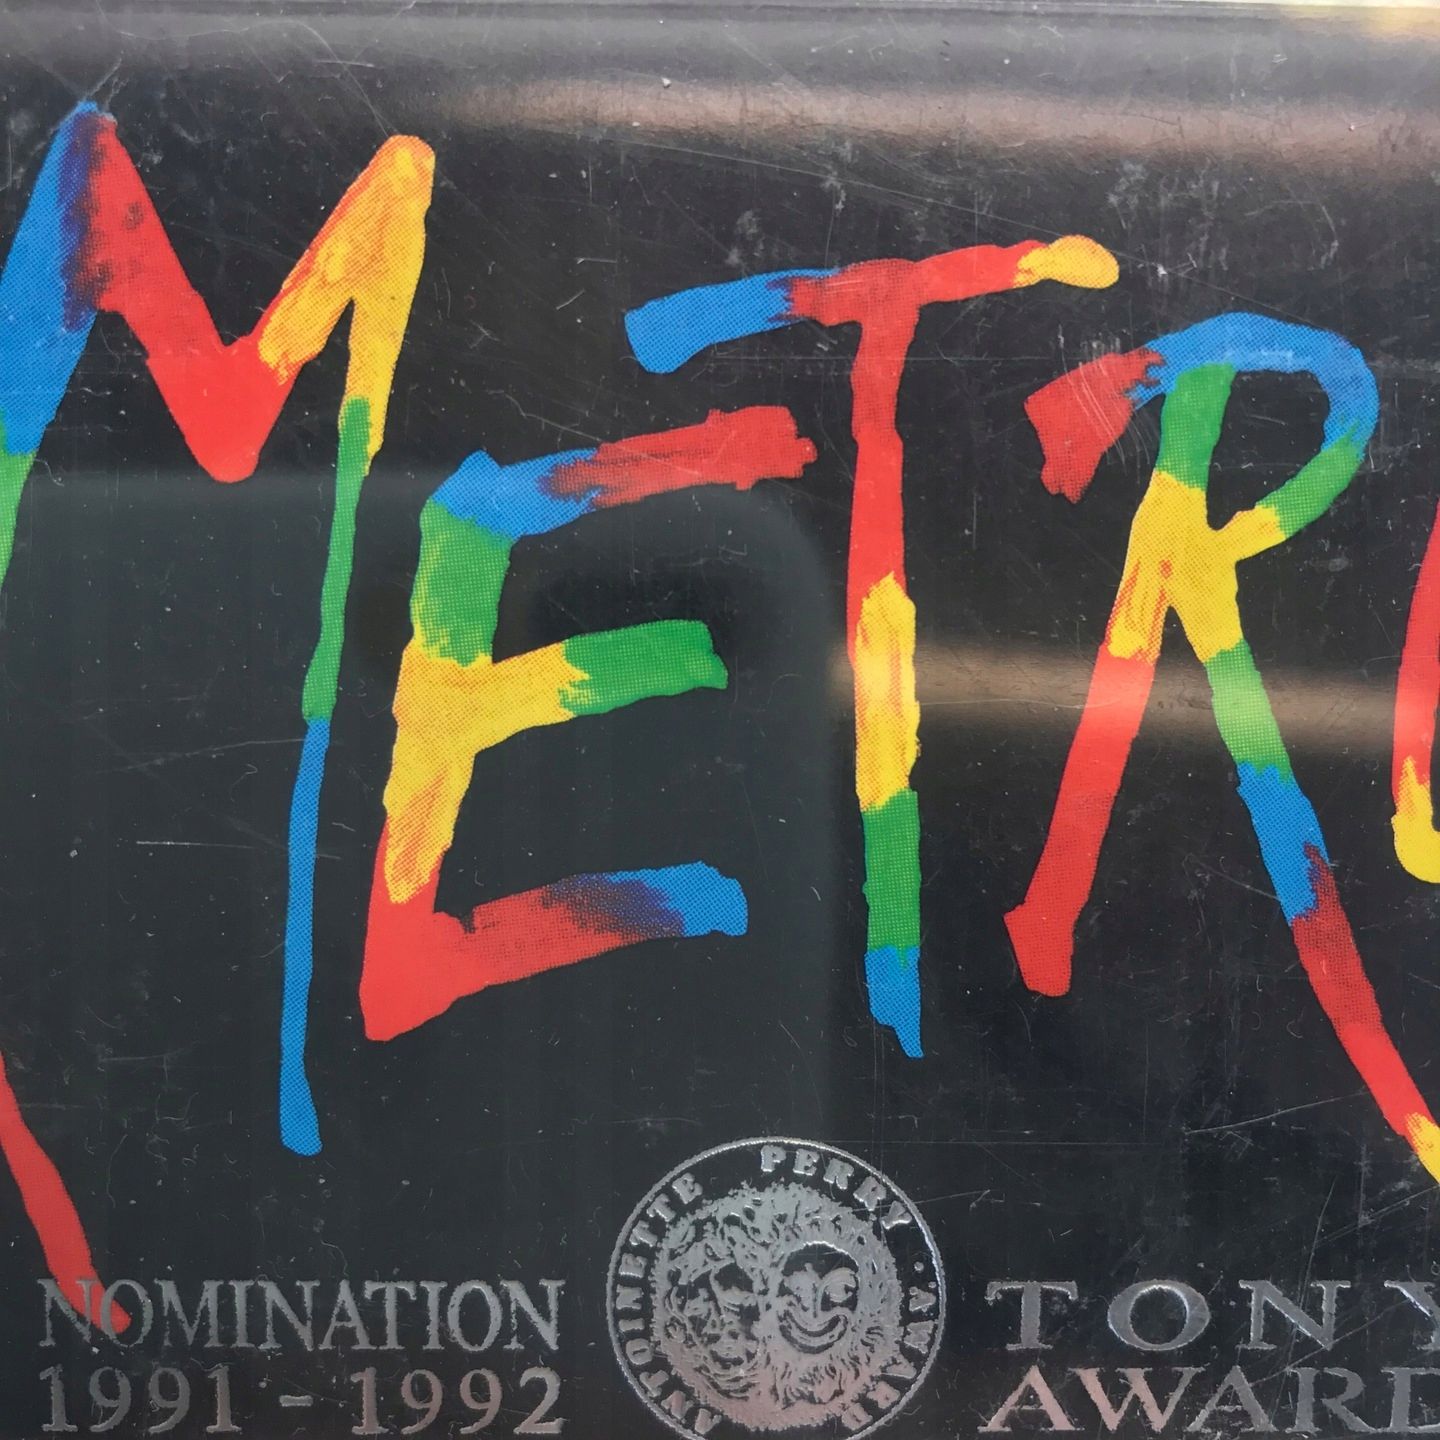 METR
ANTOINETTE PERRY · AWARD
NOMINATION
1991 - 1992
TONY
AWARD